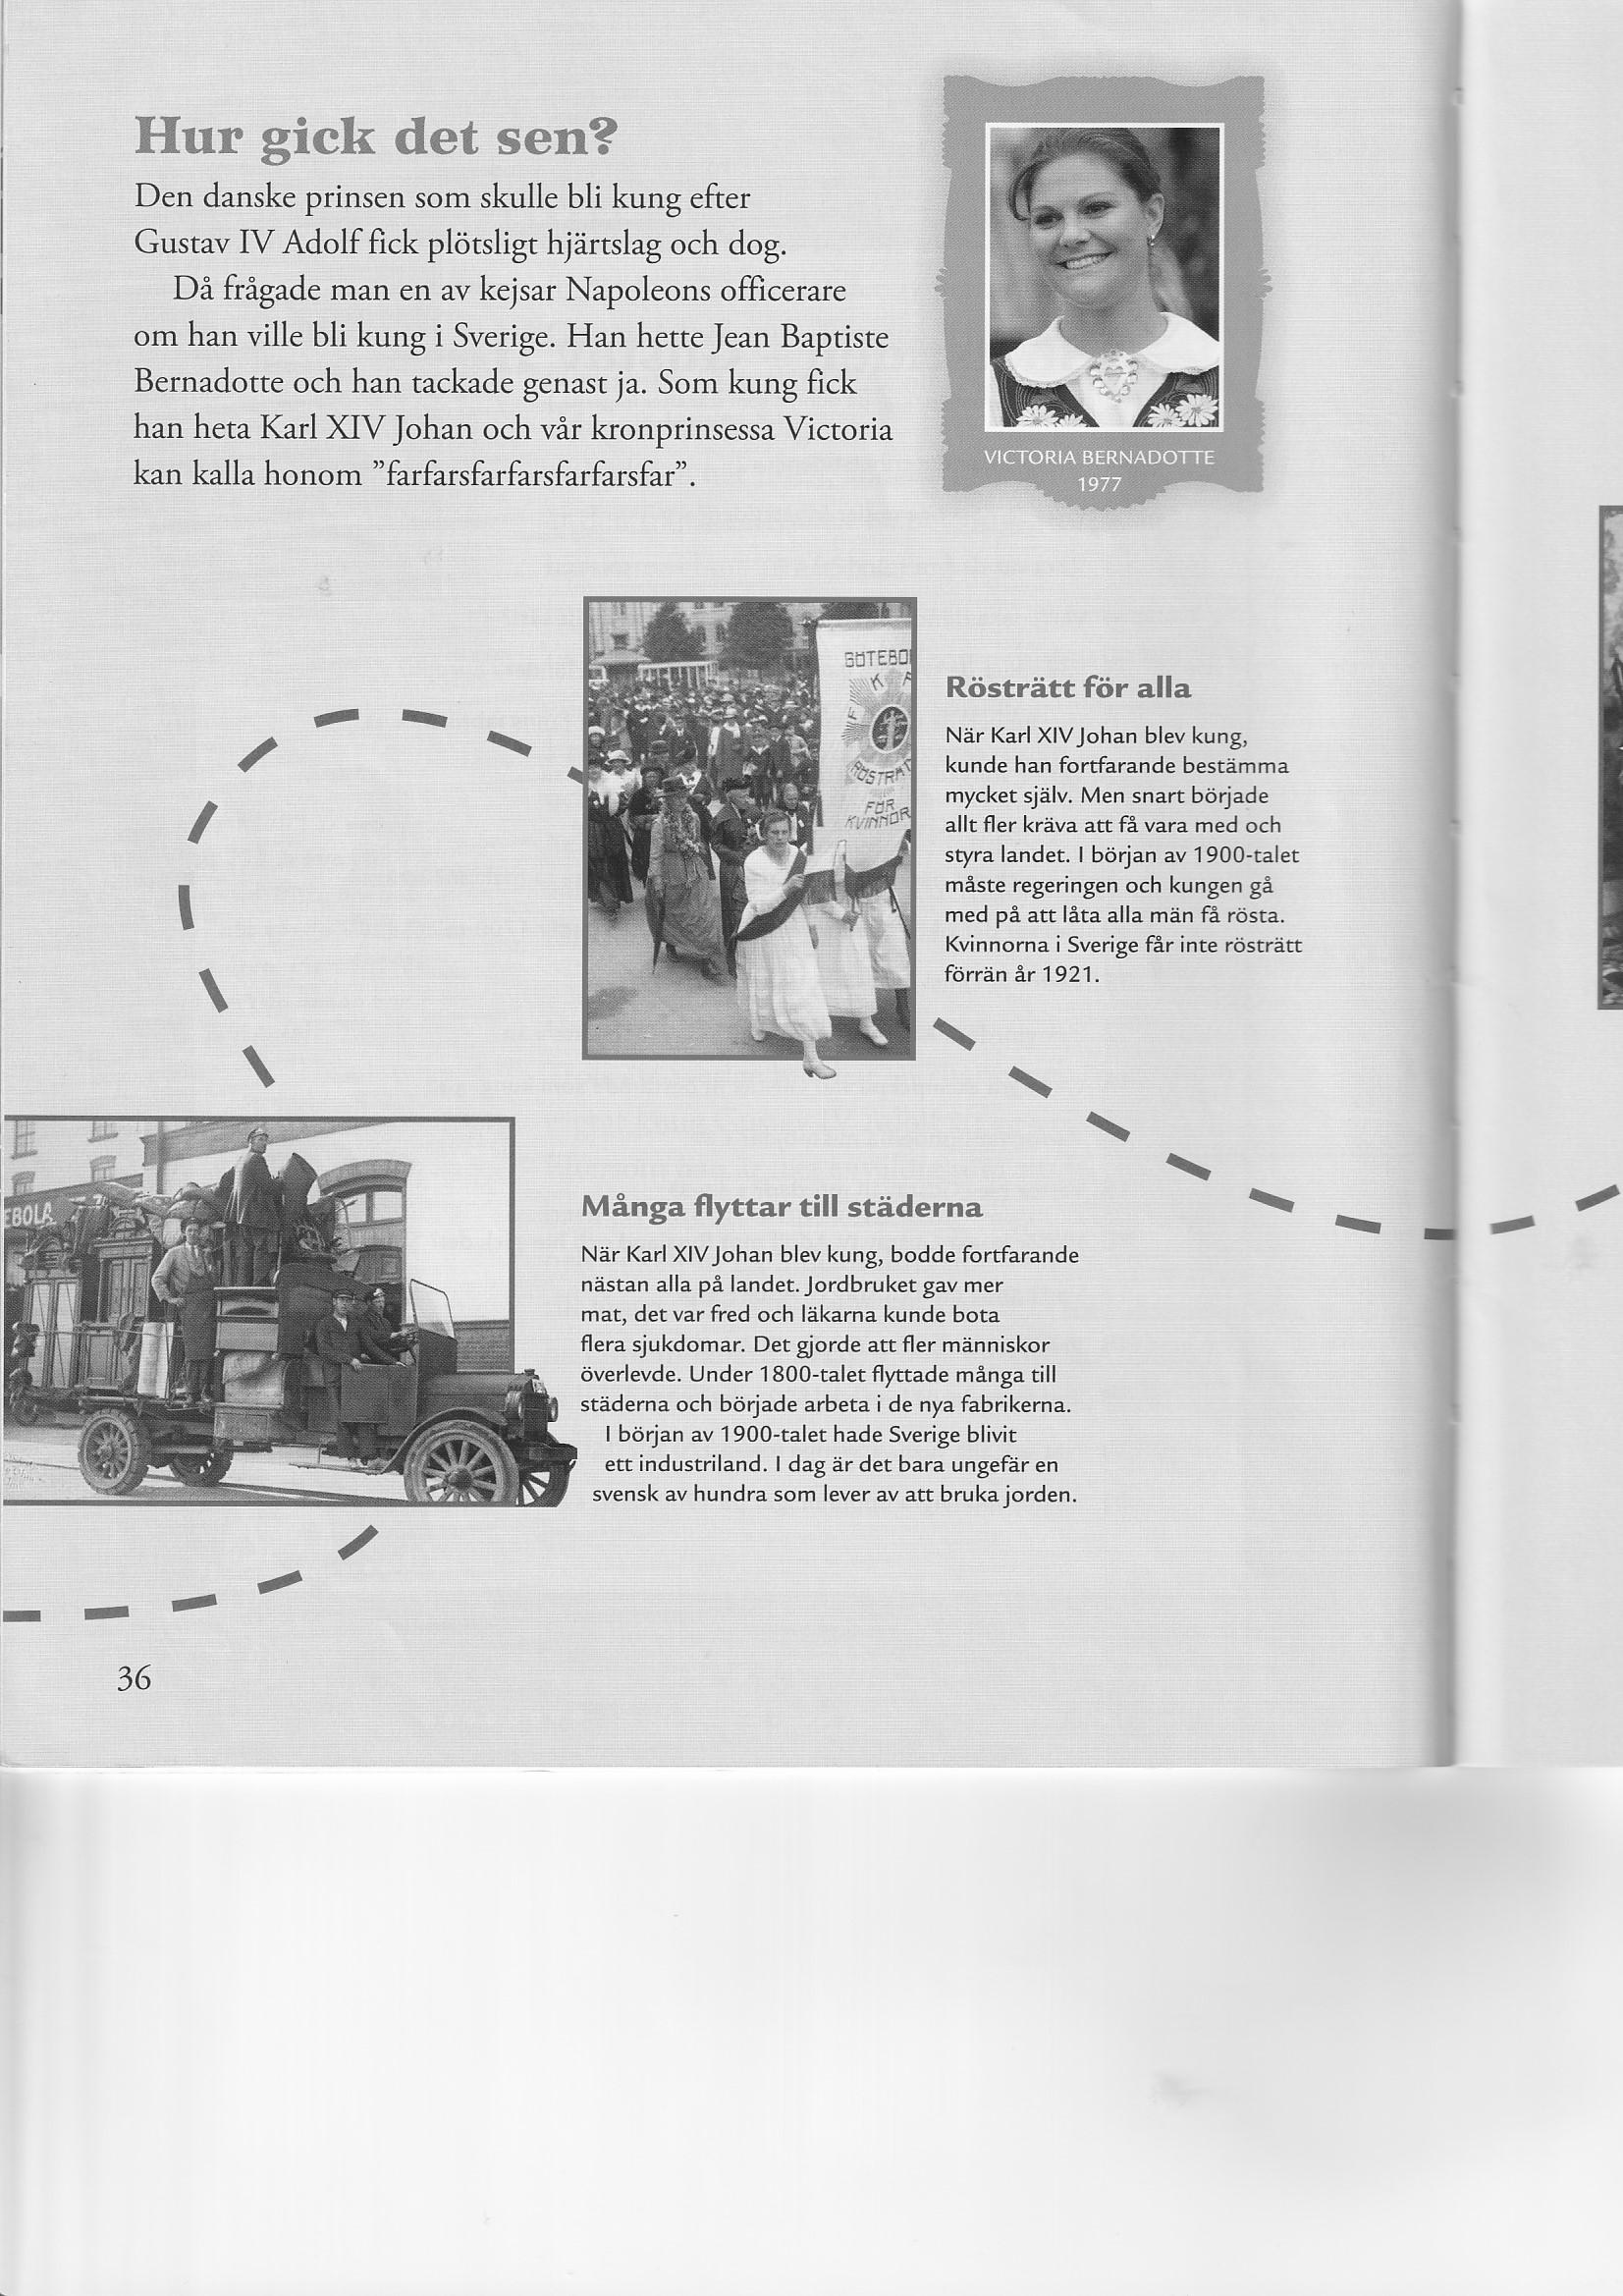 Hur gick det sen?
Den danske prinsen som skulle bli kung efter
Gustav IV Adolf fick plötsligt hjärtslag och dog.
Då frågade man en av kejsar Napoleons officerare
om han ville bli kung i Sverige. Han hette Jean Baptiste
Bernadotte och han tackade genast ja. Som kung fick
han heta Karl XIV Johan och vår kronprinsessa Victoria
kan kalla honom ”farfarsfarfarsfarfarsfar”.
VICTORIA BERNADOTTE
1977
GÖTEBO
F K P
RÖSTRÄT
FÖR
KVINNOR
Rösträtt för alla
När Karl XIV Johan blev kung,
kunde han fortfarande bestämma
mycket själv. Men snart började
allt fler kräva att få vara med och
styra landet. I början av 1900-talet
måste regeringen och kungen gå
med på att låta alla män få rösta.
Kvinnorna i Sverige får inte rösträtt
förrän år 1921.
EBOLA
Många flyttar till städerna
När Karl XIV Johan blev kung, bodde fortfarande
nästan alla på landet. Jordbruket gav mer
mat, det var fred och läkarna kunde bota
flera sjukdomar. Det gjorde att fler människor
överlevde. Under 1800-talet flyttade många till
städerna och började arbeta i de nya fabrikerna.
I början av 1900-talet hade Sverige blivit
ett industriland. I dag är det bara ungefär en
svensk av hundra som lever av att bruka jorden.
36